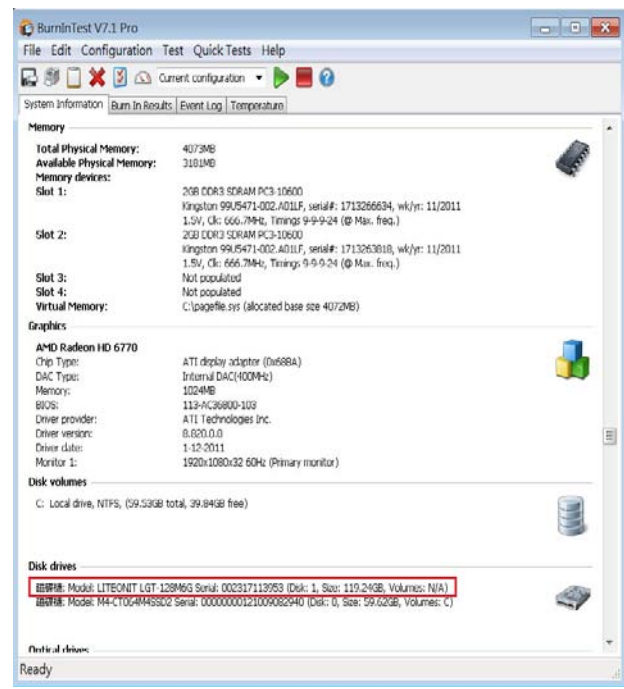 BurnInTest V7.1 Pro
File Edit Configuration Test Quick Tests Help
Current configuration
System Information Burn In Results Event Log Temperature
Memory
Total Physical Memory: 4073MB
Available Physical Memory: 3181MB
Memory devices:
Slot 1: 2GB DDR3 SDRAM PC3-10600
Kingston 99U5471-002.A01LF, serial#: 1713266634, wk/yr: 11/2011
1.5V, Clk: 666.7MHz, Timings 9-9-9-24 (@ Max. freq.)
Slot 2: 2GB DDR3 SDRAM PC3-10600
Kingston 99U5471-002.A01LF, serial#: 1713263818, wk/yr: 11/2011
1.5V, Clk: 666.7MHz, Timings 9-9-9-24 (@ Max. freq.)
Slot 3: Not populated
Slot 4: Not populated
Virtual Memory: C:\pagefile.sys (allocated base size 4072MB)
Graphics
AMD Radeon HD 6770
Chip Type: ATI display adapter (0x68BA)
DAC Type: Internal DAC(400MHz)
Memory: 1024MB
BIOS: 113-AC36800-103
Driver provider: ATI Technologies Inc.
Driver version: 8.820.0.0
Driver date: 1-12-2011
Monitor 1: 1920x1080x32 60Hz (Primary monitor)
Disk volumes
C: Local drive, NTFS, (59.53GB total, 39.84GB free)
Disk drives
磁碟機: Model: LITEONIT LGT-128M6G Serial: 002317113953 (Disk: 1, Size: 119.24GB, Volumes: N/A)
磁碟機: Model: M4-CT064M4SSD2 Serial: 00000000121009082940 (Disk: 0, Size: 59.62GB, Volumes: C)
Optical drives
Ready